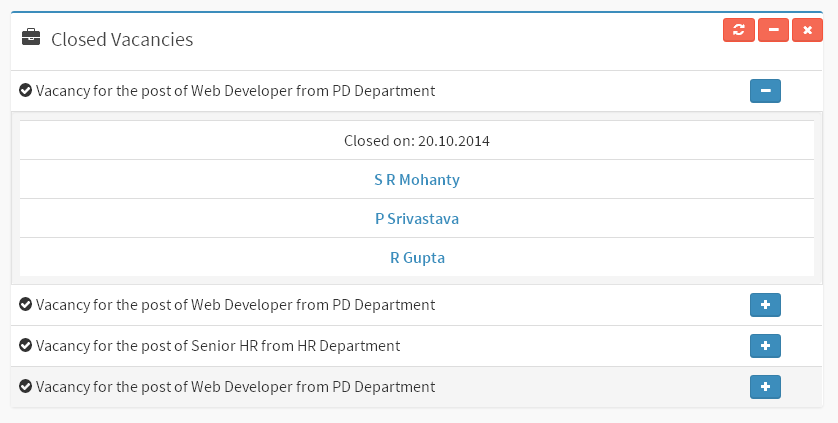 Closed Vacancies
Vacancy for the post of Web Developer from PD Department
Closed on: 20.10.2014
S R Mohanty
P Srivastava
R Gupta
Vacancy for the post of Web Developer from PD Department
Vacancy for the post of Senior HR from HR Department
Vacancy for the post of Web Developer from PD Department